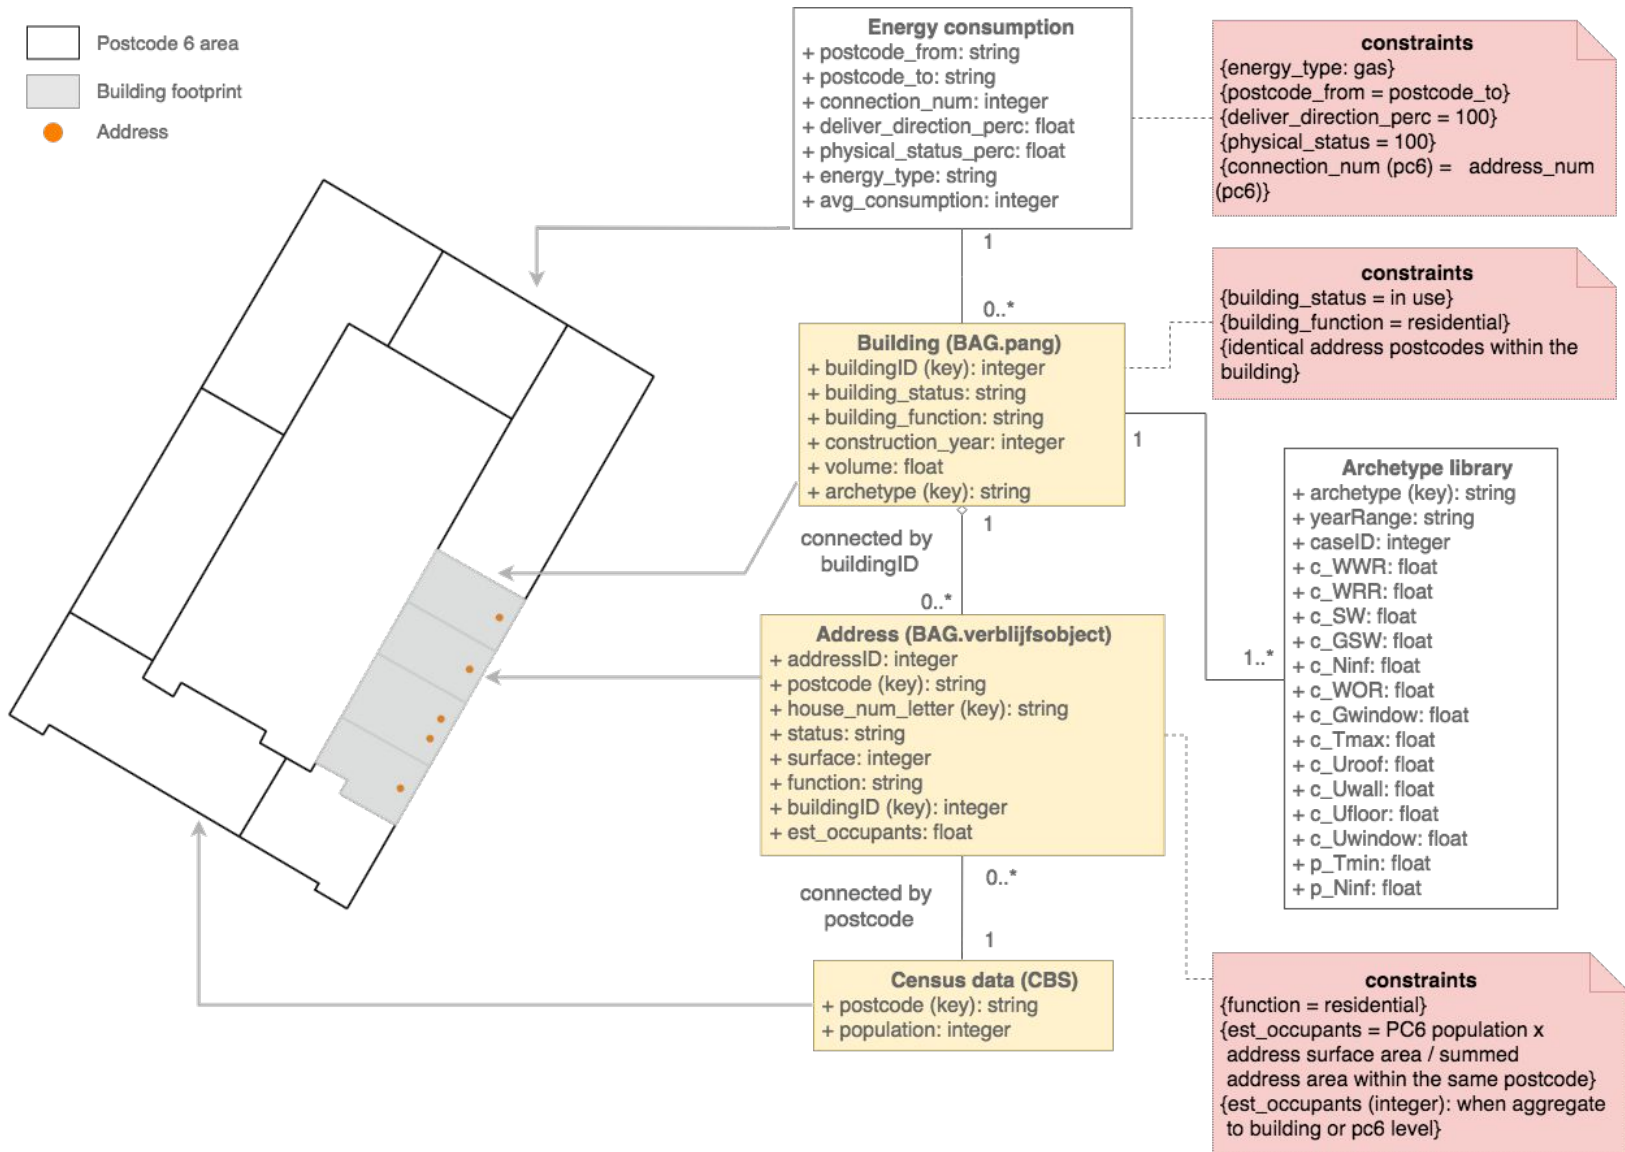 Postcode 6 area
Building footprint
Address
Energy consumption
+ postcode_from: string
+ postcode_to: string
+ connection_num: integer
+ deliver_direction_perc: float
+ physical_status_perc: float
+ energy_type: string
+ avg_consumption: integer
constraints
{energy_type: gas}
{postcode_from = postcode_to}
{deliver_direction_perc = 100}
{physical_status = 100}
{connection_num (pc6) = address_num
(pc6)}
1
0..*
Building (BAG.pang)
+ buildingID (key): integer
+ building_status: string
+ building_function: string
+ construction_year: integer
+ volume: float
+ archetype (key): string
constraints
{building_status = in use}
{building_function = residential}
{identical address postcodes within the
building}
1
1..*
Archetype library
+ archetype (key): string
+ yearRange: string
+ caseID: integer
+ c_WWR: float
+ c_WRR: float
+ c_SW: float
+ c_GSW: float
+ c_Ninf: float
+ c_WOR: float
+ c_Gwindow: float
+ c_Tmax: float
+ c_Uroof: float
+ c_Uwall: float
+ c_Ufloor: float
+ c_Uwindow: float
+ p_Tmin: float
+ p_Ninf: float
connected by
buildingID
1
0..*
Address (BAG.verblijfsobject)
+ addressID: integer
+ postcode (key): string
+ house_num_letter (key): string
+ status: string
+ surface: integer
+ function: string
+ buildingID (key): integer
+ est_occupants: float
connected by
postcode
0..*
1
Census data (CBS)
+ postcode (key): string
+ population: integer
constraints
{function = residential}
{est_occupants = PC6 population x
address surface area / summed
address area within the same postcode}
{est_occupants (integer): when aggregate
to building or pc6 level}